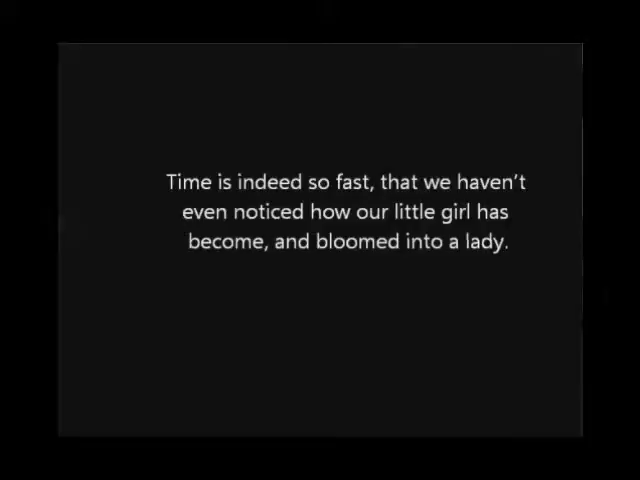 Time is indeed so fast, that we haven't
even noticed how our little girl has
become, and bloomed into a lady.